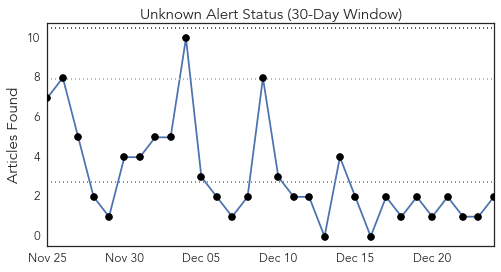 Unknown Alert Status (30-Day Window)
Articles Found
10
8
6
4
2
0
Nov 25 Nov 30 Dec 05 Dec 10 Dec 15 Dec 20